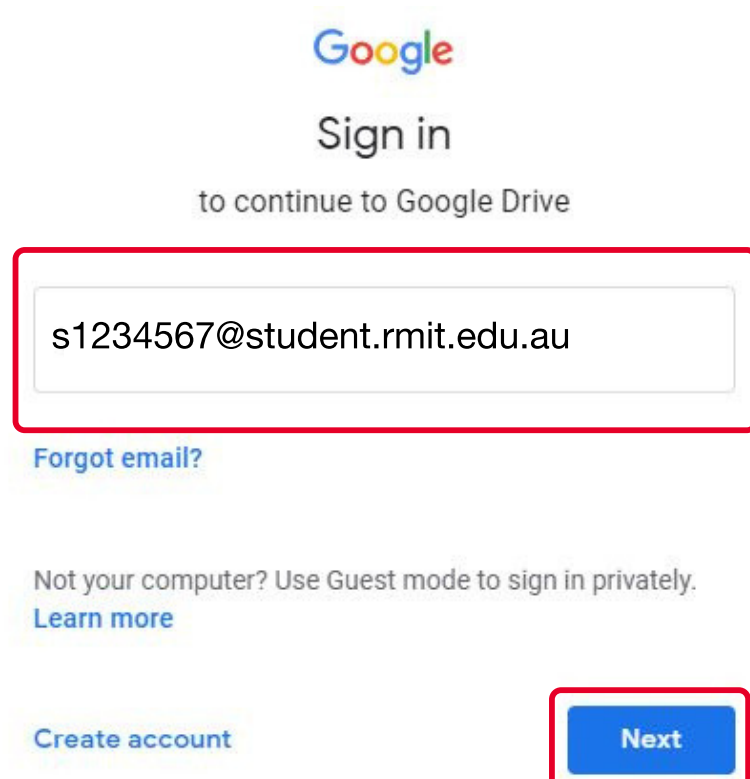 Google
Sign in
to continue to Google Drive
s1234567@student.rmit.edu.au
Forgot email?
Not your computer? Use Guest mode to sign in privately.
Learn more
Create account
Next